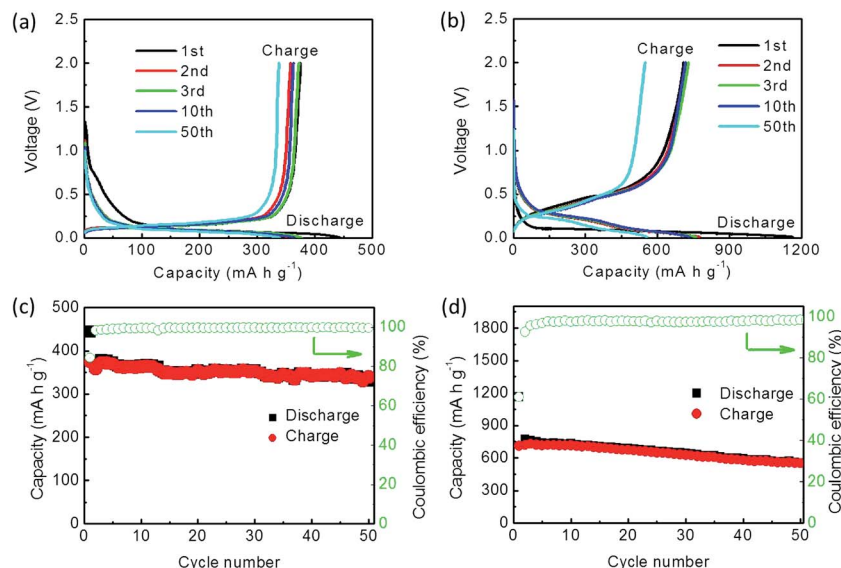 (a)
2.5
2.0
1.5
1.0
0.5
0.0
Voltage (V)
1st
2nd
3rd
10th
50th
Charge
Discharge
0 100 200 300 400 500
Capacity (mA h g⁻¹)
(b)
2.5
2.0
1.5
1.0
0.5
0.0
Voltage (V)
Charge
1st
2nd
3rd
10th
50th
Discharge
0 300 600 900 1200
Capacity (mA h g⁻¹)
(c)
500
450
400
350
300
250
200
150
100
50
0
Capacity (mA h g⁻¹)
Discharge
Charge
100
80
60
40
20
0
Coulombic efficiency (%)
0 10 20 30 40 50
Cycle number
(d)
1800
1500
1200
900
600
300
0
Capacity (mA h g⁻¹)
Discharge
Charge
100
80
60
40
20
0
Coulombic efficiency (%)
0 10 20 30 40 50
Cycle number